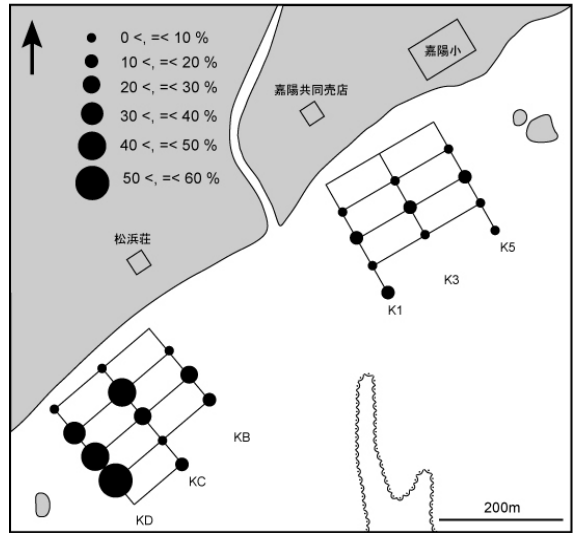 0 <, =< 10 %
10 <, =< 20 %
20 <, =< 30 %
30 <, =< 40 %
40 <, =< 50 %
50 <, =< 60 %
嘉陽小
嘉陽共同売店
松浜荘
K5
K3
K1
KB
KC
KD
200m